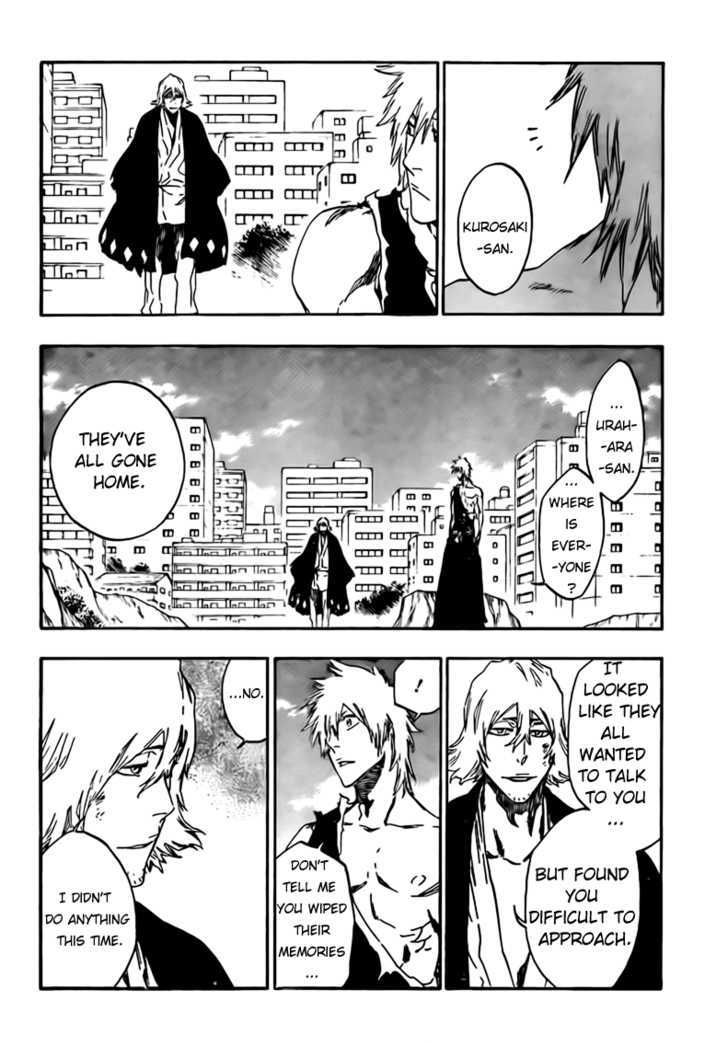 KUROSAKI
-SAN.
...
URAH-
-ARA
-SAN.
...
WHERE
IS
EVER-
-YONE
?
THEY'VE
ALL GONE
HOME.
IT
LOOKED
LIKE THEY
ALL
WANTED
TO TALK
TO YOU
...
BUT FOUND
YOU
DIFFICULT TO
APPROACH.
!
DON'T
TELL ME
YOU WIPED
THEIR
MEMORIES
...
...NO.
I DIDN'T
DO ANYTHING
THIS TIME.